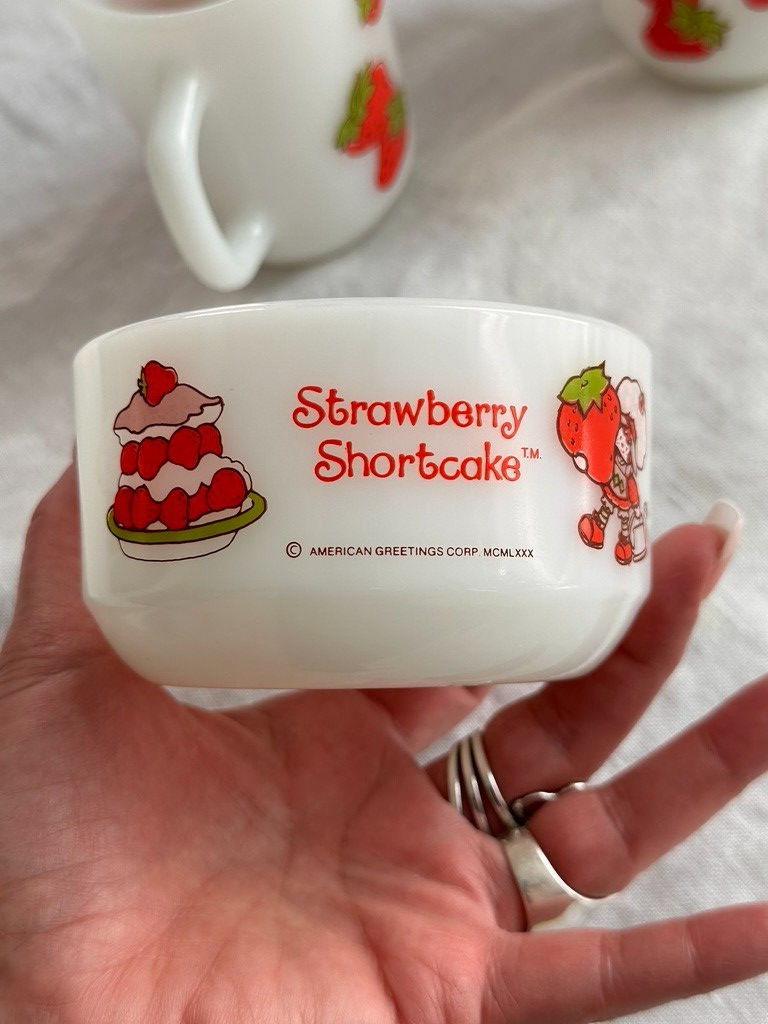 Strawberry
Shortcake T.M.
© AMERICAN GREETINGS CORP. MCMLXXX